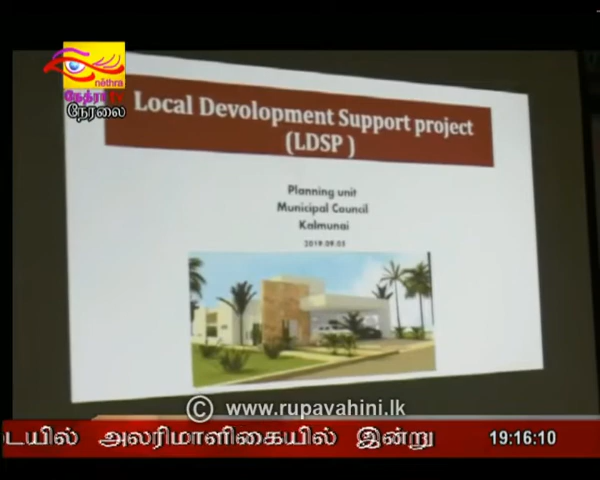 nethra
நேத்ரா TV
நேரலை
Local Devolopment Support project
(LDSP )
Planning unit
Municipal Council
Kalmunai
2019.09.05
© www.rupavahini.lk
டையில் அலரிமாளிகையில் இன்று
19:16:10